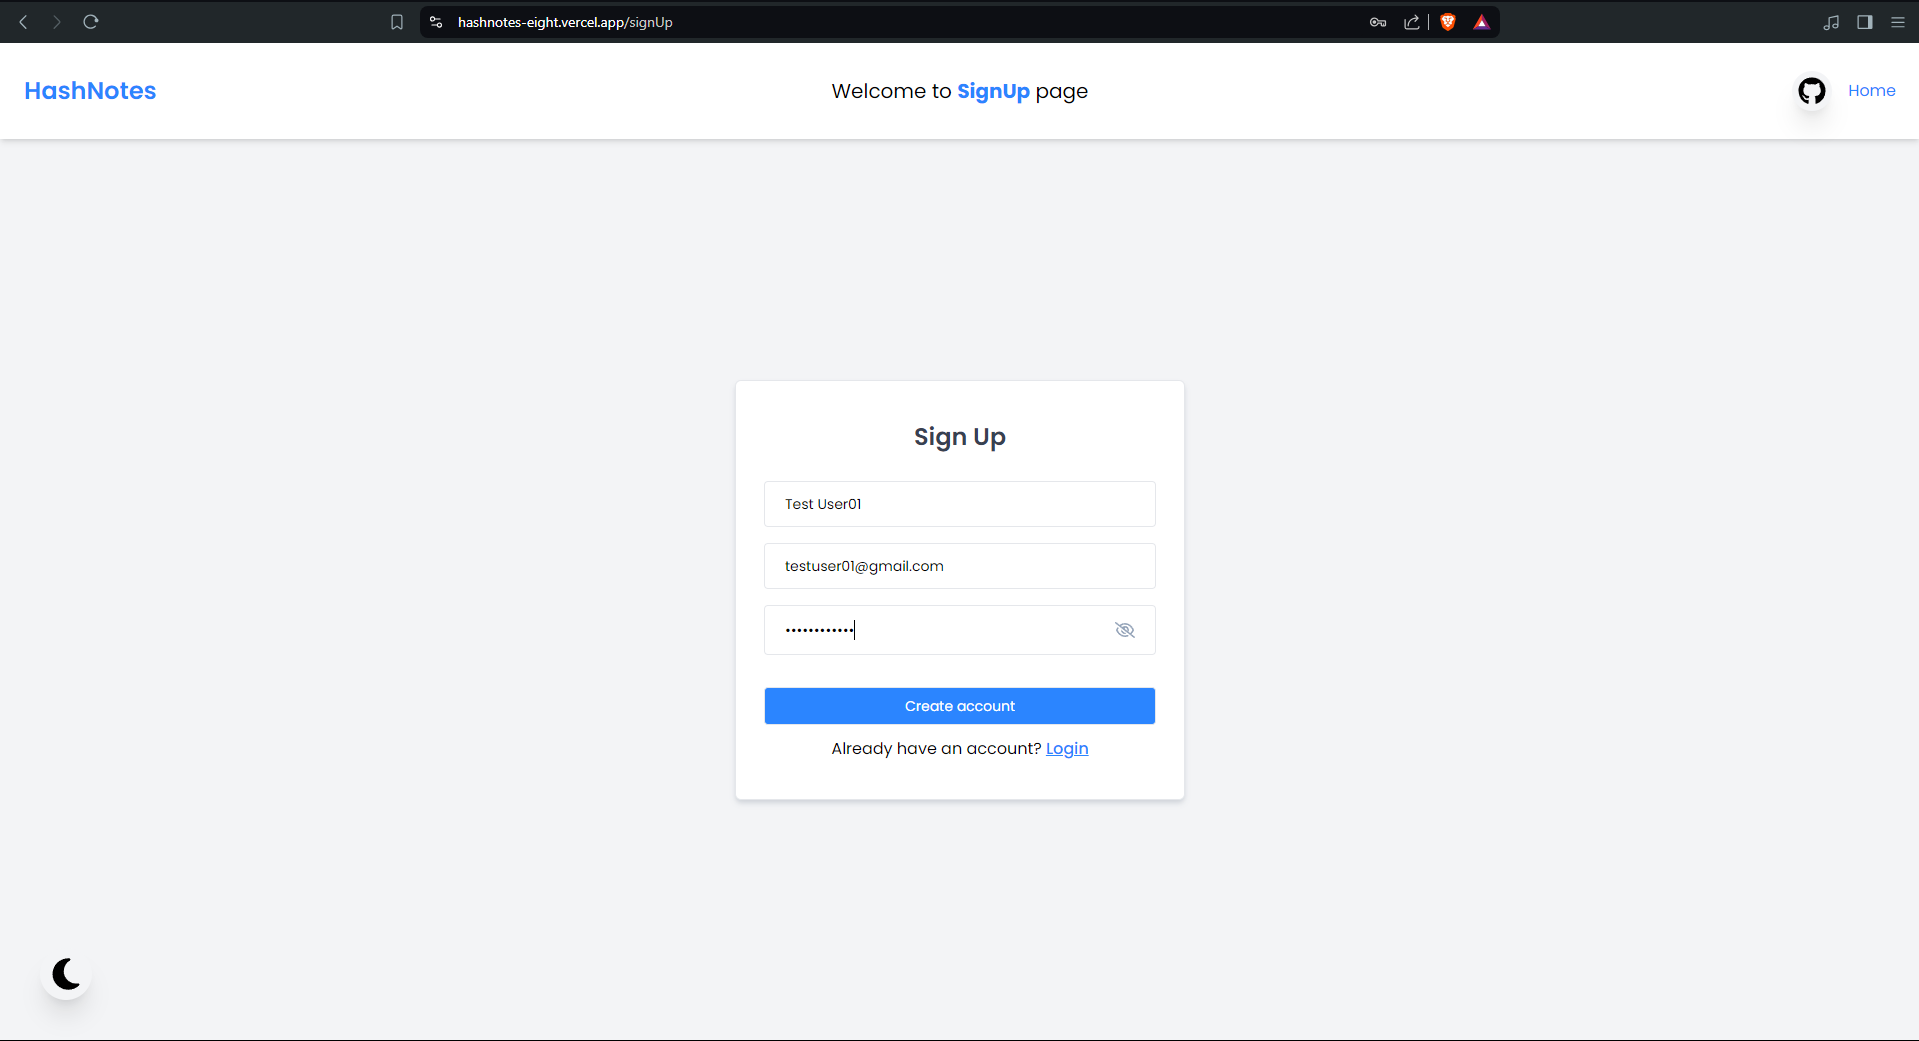 hashnotes-eight.vercel.app/signUp
HashNotes
Welcome to SignUp page
Home
Sign Up
Test User01
testuser01@gmail.com
••••••••••••
Create account
Already have an account? Login